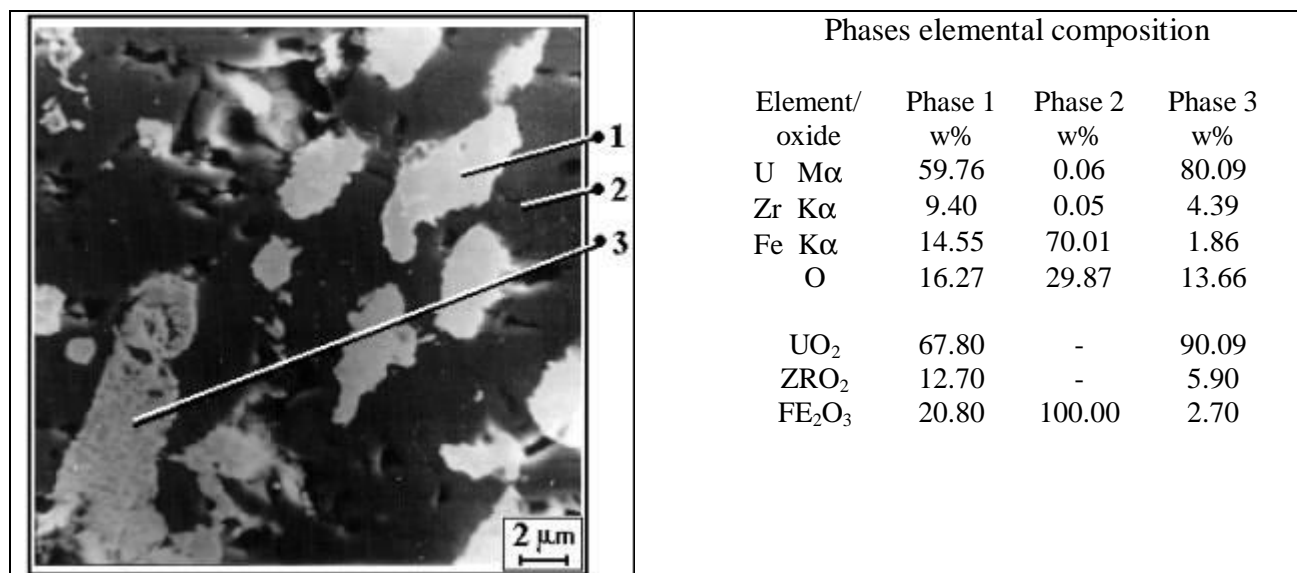 1
2
3
2 µm
Phases elemental composition
Element/ Phase 1 Phase 2 Phase 3
oxide w% w% w%
U Mα 59.76 0.06 80.09
Zr Kα 9.40 0.05 4.39
Fe Kα 14.55 70.01 1.86
O 16.27 29.87 13.66
UO₂ 67.80 - 90.09
ZRO₂ 12.70 - 5.90
FE₂O₃ 20.80 100.00 2.70